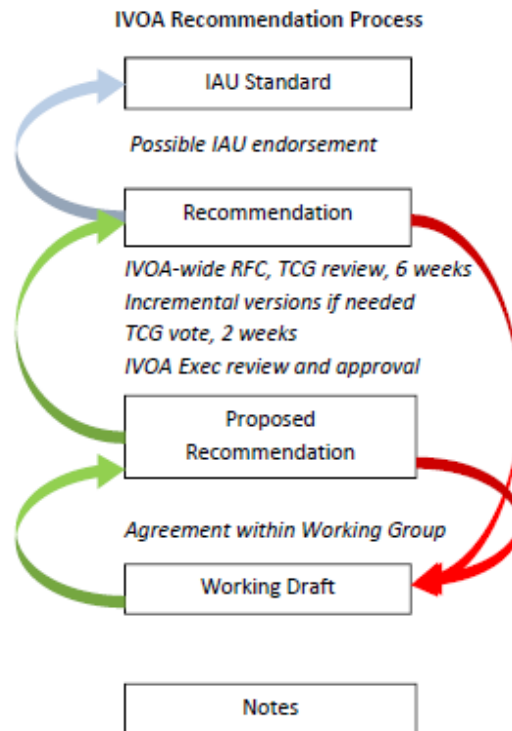 IVOA Recommendation Process
IAU Standard
Possible IAU endorsement
Recommendation
IVOA-wide RFC, TCG review, 6 weeks
Incremental versions if needed
TCG vote, 2 weeks
IVOA Exec review and approval
Proposed
Recommendation
Agreement within Working Group
Working Draft
Notes